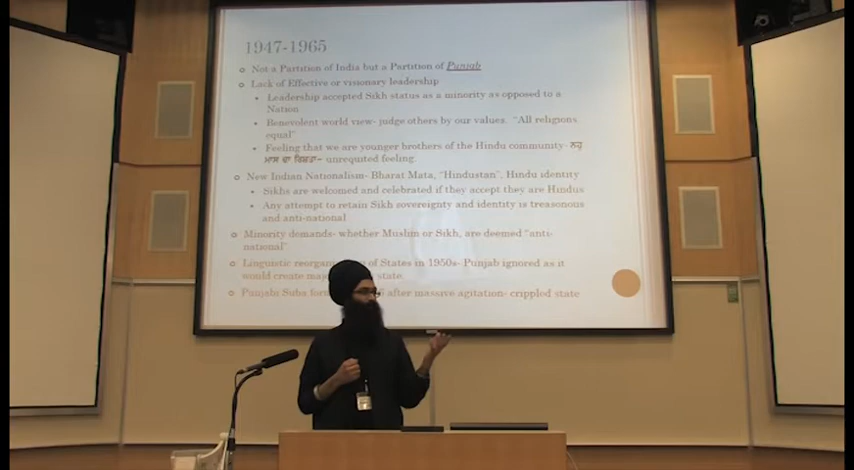 1947-1965
Not a Partition of India but a Partition of Punjab
Lack of Effective or visionary leadership
Leadership accepted Sikh status as a minority as opposed to a
Nation
Benevolent world view- judge others by our values. "All religions
equal"
Feeling that we are younger brothers of the Hindu community- ਨਹੁ
ਮਾਸ ਦਾ ਰਿਸ਼ਤਾ- unrequited feeling.
New Indian Nationalism- Bharat Mata, "Hindustan", Hindu identity
Sikhs are welcomed and celebrated if they accept they are Hindus
Any attempt to retain Sikh sovereignty and identity is treasonous
and anti-national
Minority demands- whether Muslim or Sikh, are deemed "anti-
national"
Linguistic of States in 1950s- Punjab ignored as it
would create state.
Punjabi Suba after massive agitation- crippled state